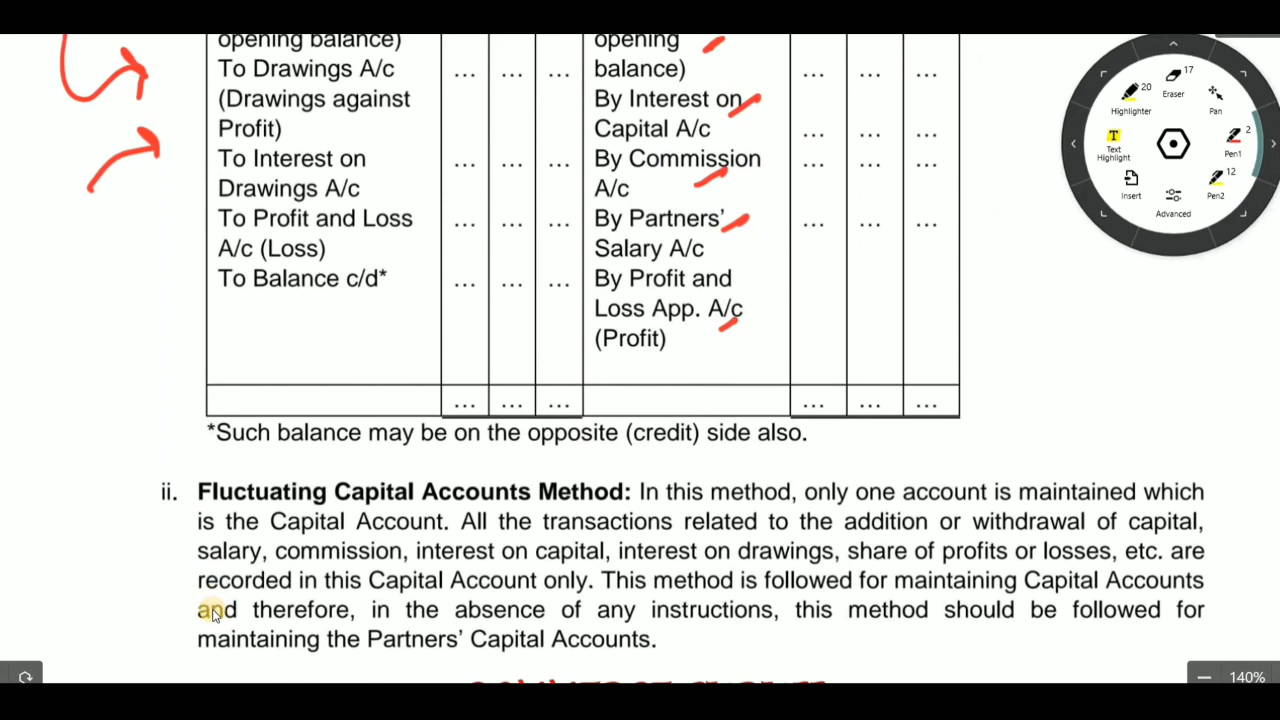 opening balance)
opening
To Drawings A/c ... ... ... balance) ... ... ...
(Drawings against By Interest on
Profit) Capital A/c ... ... ...
To Interest on ... ... ... By Commission ... ... ...
Drawings A/c A/c
To Profit and Loss ... ... ... By Partners' ... ... ...
A/c (Loss) Salary A/c
To Balance c/d* ... ... ... By Profit and
Loss App. A/c
(Profit)
... ... ... ... ... ...
*Such balance may be on the opposite (credit) side also.
ii. Fluctuating Capital Accounts Method: In this method, only one account is maintained which
is the Capital Account. All the transactions related to the addition or withdrawal of capital,
salary, commission, interest on capital, interest on drawings, share of profits or losses, etc. are
recorded in this Capital Account only. This method is followed for maintaining Capital Accounts
and therefore, in the absence of any instructions, this method should be followed for
maintaining the Partners' Capital Accounts.
17
Eraser
20
Highlighter
Pan
T
Text
Highlight
2
Pen1
Insert
12
Pen2
Advanced
140%